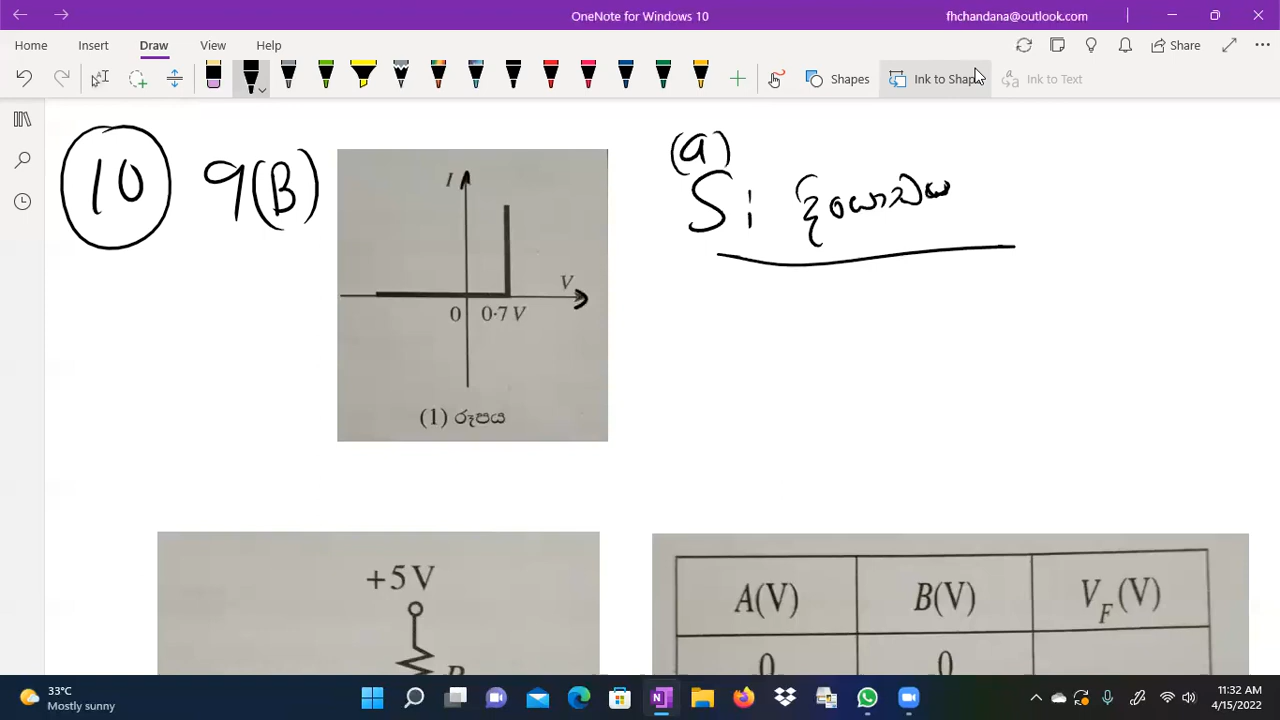 OneNote for Windows 10
fhchandana@outlook.com
Home Insert Draw View Help
Share
Shapes
Ink to Shape
Ink to Text
10 9(B)
I
V
0 0·7 V
(1) රූපය
(a)
Si
+5V
R
A(V) B(V) V_F (V)
0 0
33°C
Mostly sunny
11:32 AM
4/15/2022